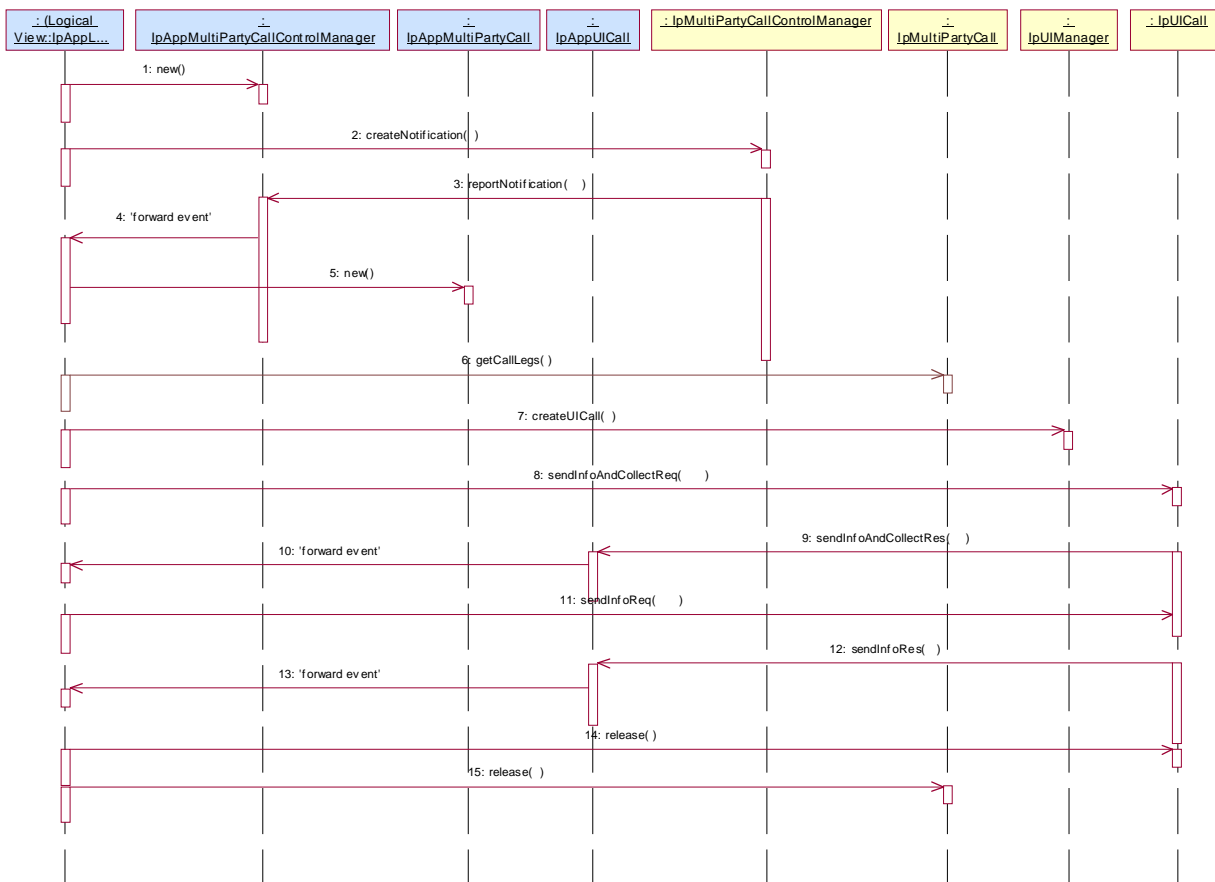 : (Logical
View::IpAppL...
:
IpAppMultiPartyCallControlManager
:
IpAppMultiPartyCall
:
IpAppUICall
: IpMultiPartyCallControlManager
:
IpMultiPartyCall
:
IpUIManager
: IpUICall
1: new()
2: createNotification( )
3: reportNotification( )
4: 'forward event'
5: new()
6: getCallLegs( )
7: createUICall( )
8: sendInfoAndCollectReq( )
9: sendInfoAndCollectRes( )
10: 'forward event'
11: sendInfoReq( )
12: sendInfoRes( )
13: 'forward event'
14: release( )
15: release( )